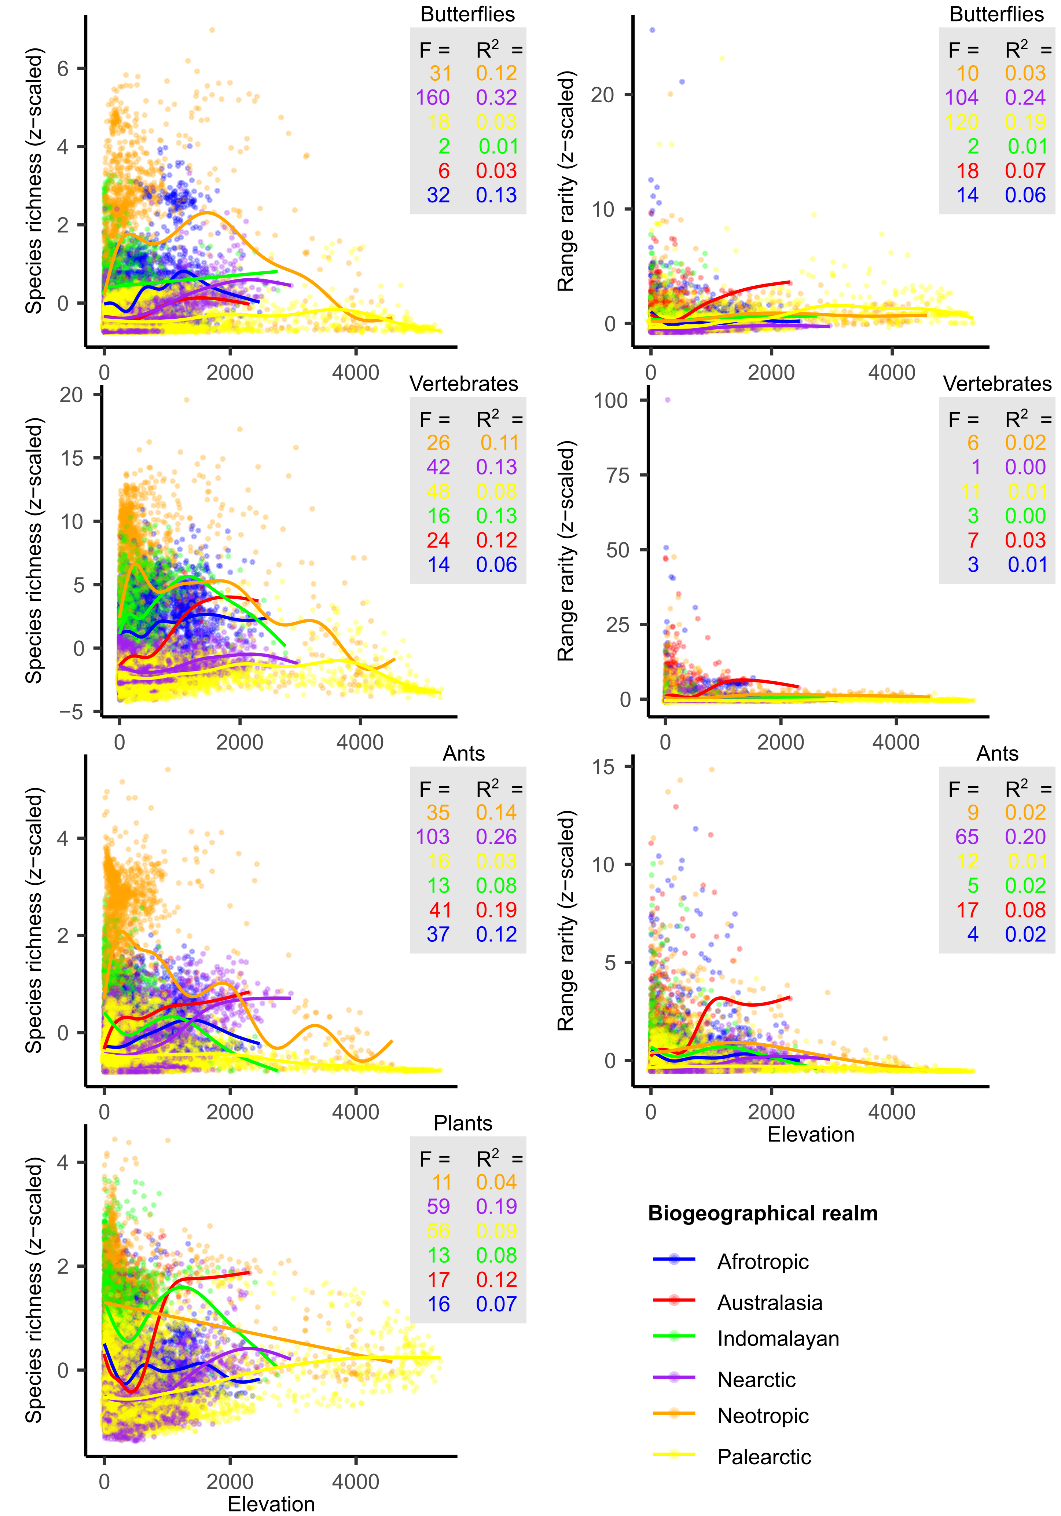 Butterflies
F = R² =
31 0.12
160 0.32
18 0.03
2 0.01
6 0.03
32 0.13
Species richness (z−scaled)
6
4
2
0
0 2000 4000
Butterflies
F = R² =
10 0.03
104 0.24
120 0.19
2 0.01
18 0.07
14 0.06
Range rarity (z−scaled)
20
10
0
0 2000 4000
Vertebrates
F = R² =
26 0.11
42 0.13
48 0.08
16 0.13
24 0.12
14 0.06
Species richness (z−scaled)
20
15
10
5
0
−5
0 2000 4000
Vertebrates
F = R² =
6 0.02
1 0.00
11 0.01
3 0.00
7 0.03
3 0.01
Range rarity (z−scaled)
100
75
50
25
0
0 2000 4000
Ants
F = R² =
35 0.14
103 0.26
16 0.03
13 0.08
41 0.19
37 0.12
Species richness (z−scaled)
4
2
0
0 2000 4000
Ants
F = R² =
9 0.02
65 0.20
12 0.01
5 0.02
17 0.08
4 0.02
Range rarity (z−scaled)
15
10
5
0
0 2000 4000
Elevation
Plants
F = R² =
11 0.04
59 0.19
56 0.09
13 0.08
17 0.12
16 0.07
Species richness (z−scaled)
4
2
0
0 2000 4000
Elevation
Biogeographical realm
Afrotropic
Australasia
Indomalayan
Nearctic
Neotropic
Palearctic